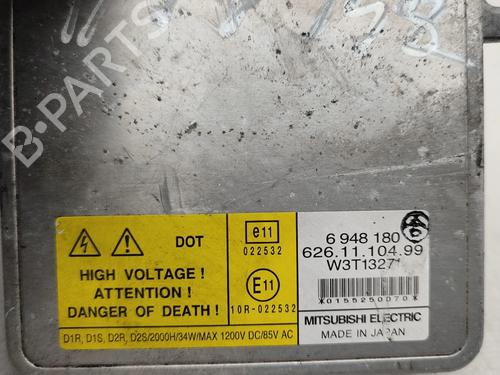 DOT
HIGH VOLTAGE !
ATTENTION !
DANGER OF DEATH !
D1R, D1S, D2R, D2S/2000H/34W/MAX 1200V DC/85V AC
e11
022532
E11
10R-022532
6 948 180
626.11.104.99
W3T13271
*0155250070*
MITSUBISHI ELECTRIC
MADE IN JAPAN